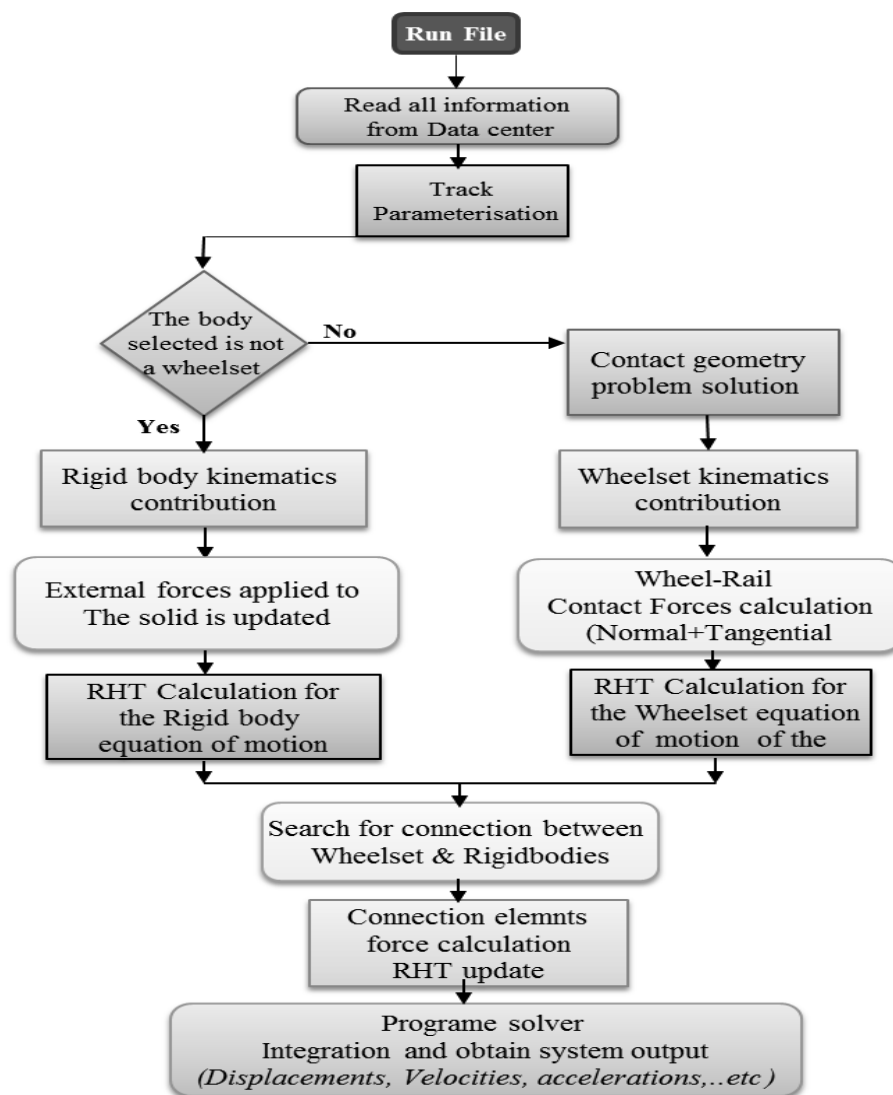 Run File
Read all information
from Data center
Track
Parameterisation
The body
selected is not
a wheelset
No
Yes
Contact geometry
problem solution
Rigid body kinematics
contribution
Wheelset kinematics
contribution
External forces applied to
The solid is updated
Wheel-Rail
Contact Forces calculation
(Normal+Tangential
RHT Calculation for
the Rigid body
equation of motion
RHT Calculation for
the Wheelset equation
of motion of the
Search for connection between
Wheelset & Rigidbodies
Connection elemnts
force calculation
RHT update
Programe solver
Integration and obtain system output
(Displacements, Velocities, accelerations,..etc )